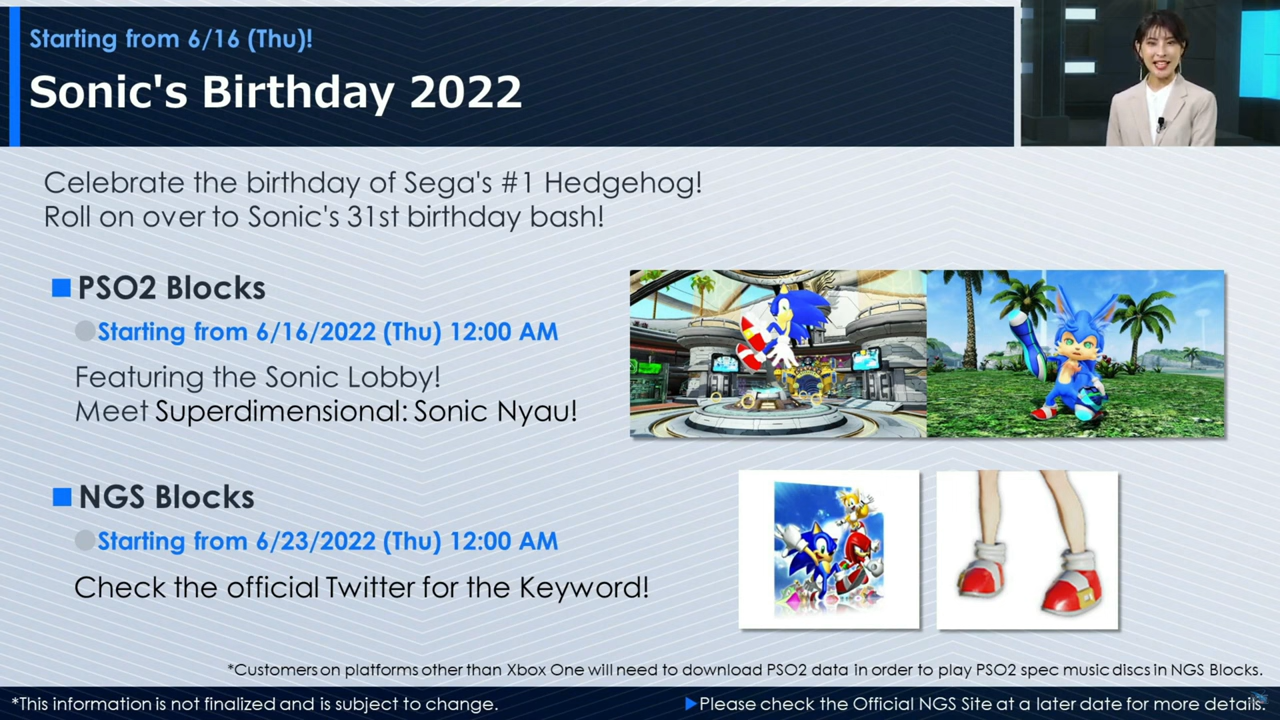 Starting from 6/16 (Thu)!
Sonic's Birthday 2022
Celebrate the birthday of Sega's #1 Hedgehog!
Roll on over to Sonic's 31st birthday bash!
PSO2 Blocks
Starting from 6/16/2022 (Thu) 12:00 AM
Featuring the Sonic Lobby!
Meet Superdimensional: Sonic Nyau!
NGS Blocks
Starting from 6/23/2022 (Thu) 12:00 AM
Check the official Twitter for the Keyword!
*Customers on platforms other than Xbox One will need to download PSO2 data in order to play PSO2 spec music discs in NGS Blocks.
*This information is not finalized and is subject to change.
▶Please check the Official NGS Site at a later date for more details.